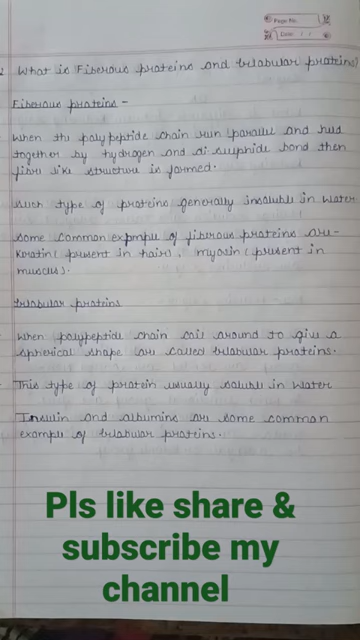 Page No.
Date: / /
What is Fiberous proteins and Globular proteins?
Fiberous proteins -
When the polypeptide chain run parallel and held
together by hydrogen and di sulphide bond then
fibre like structure is formed.
such type of proteins generally insoluble in water
some common exampple of fiberous proteins are-
Keratin (present in hair), myosin (present in
muscles).
Globular proteins
When polypeptide chain coil around to give a
spherical shape are called Globular proteins.
This type of protein usually soluble in water
Insulin and albumins are some common
example of Globular proteins.
Pls like share &
subscribe my
channel